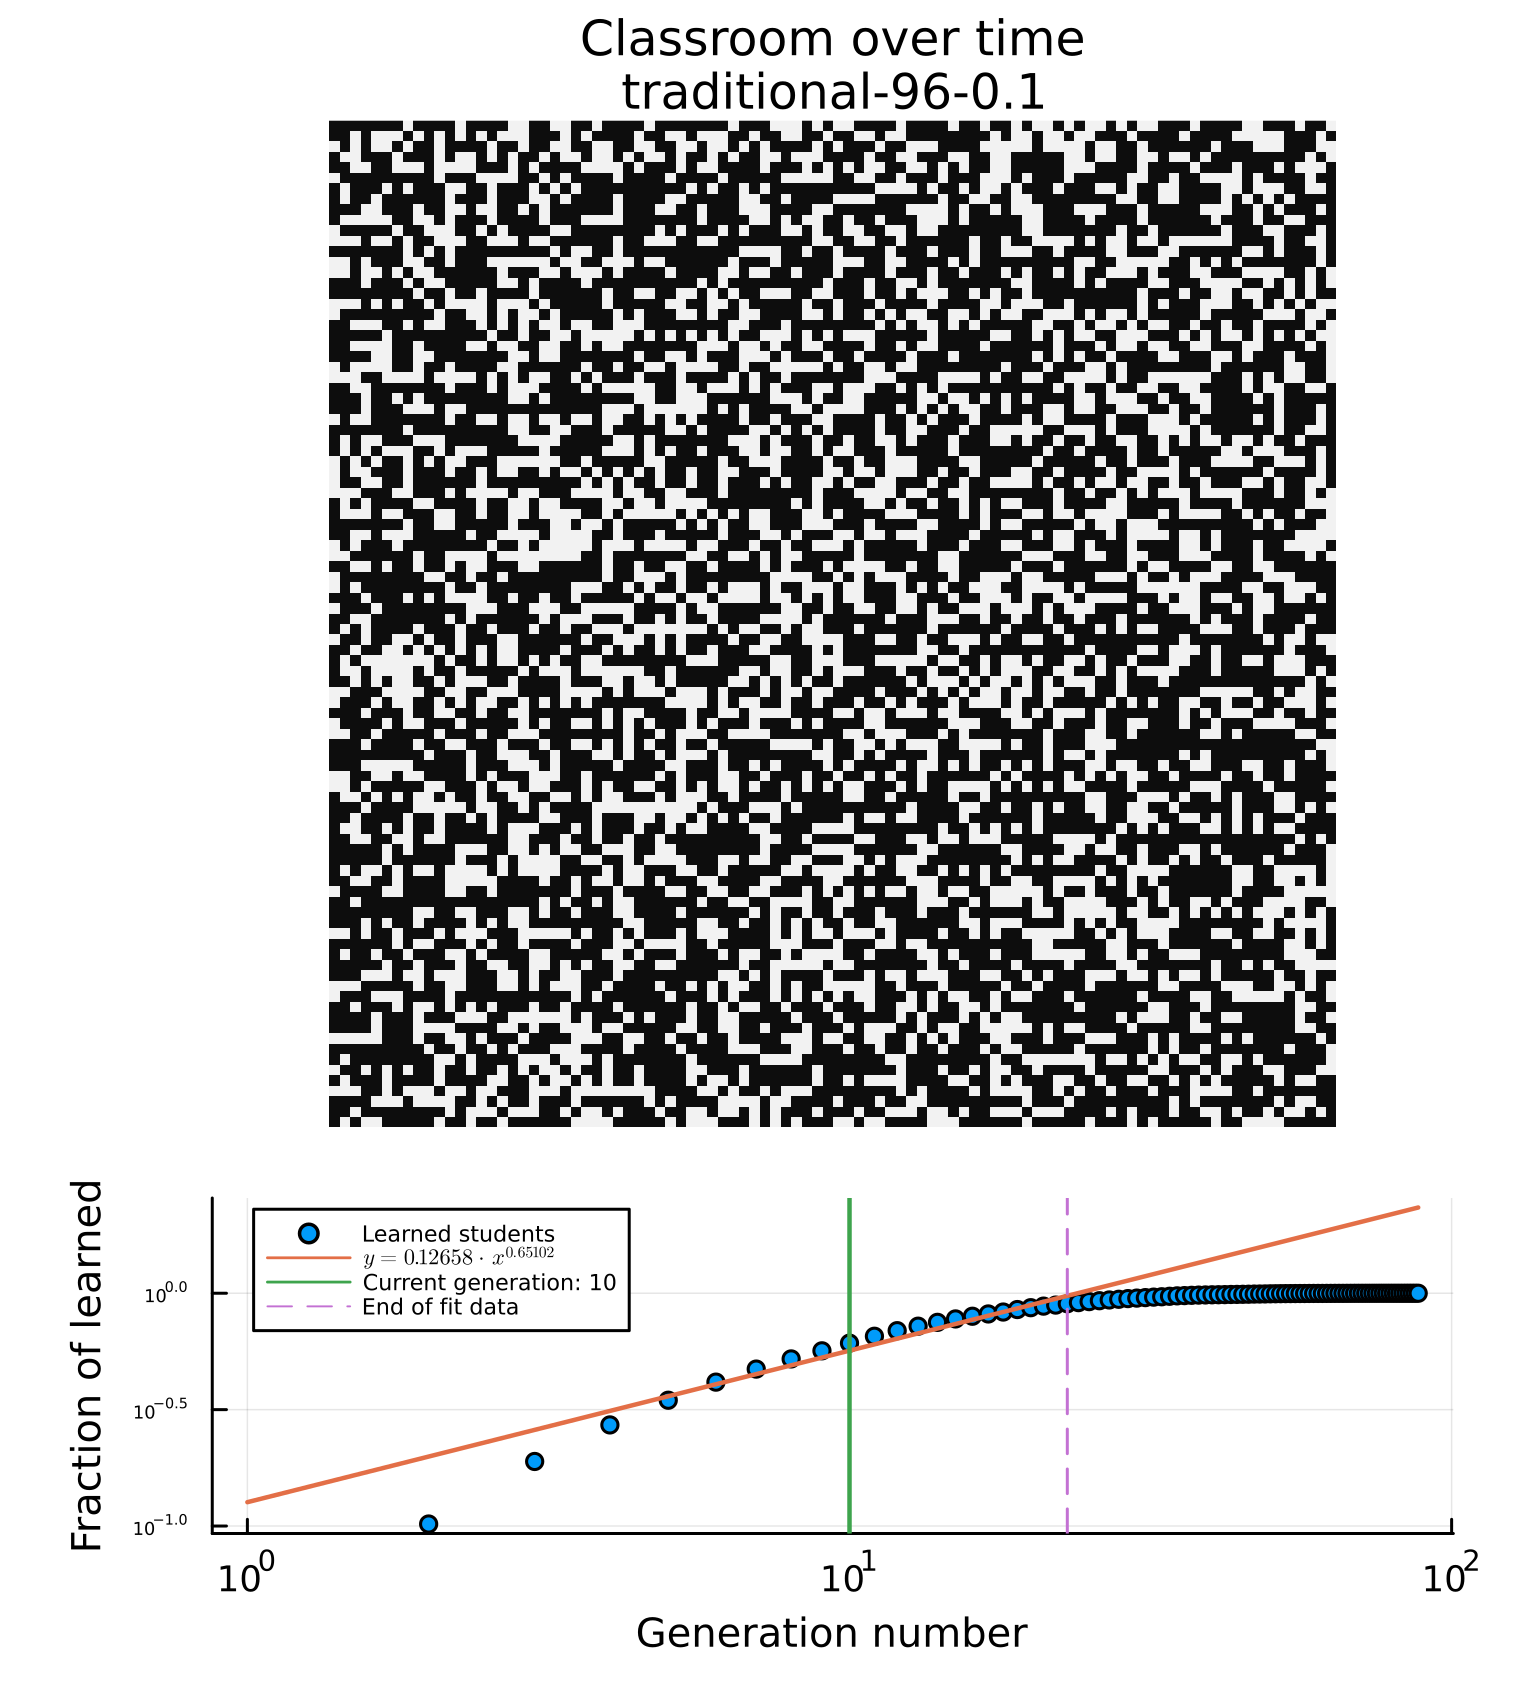 Classroom over time
traditional-96-0.1
Fraction of learned
Learned students
y = 0.12658 · x^0.65102
Current generation: 10
End of fit data
10^0.0
10^−0.5
10^−1.0
10^0 10^1 10^2
Generation number